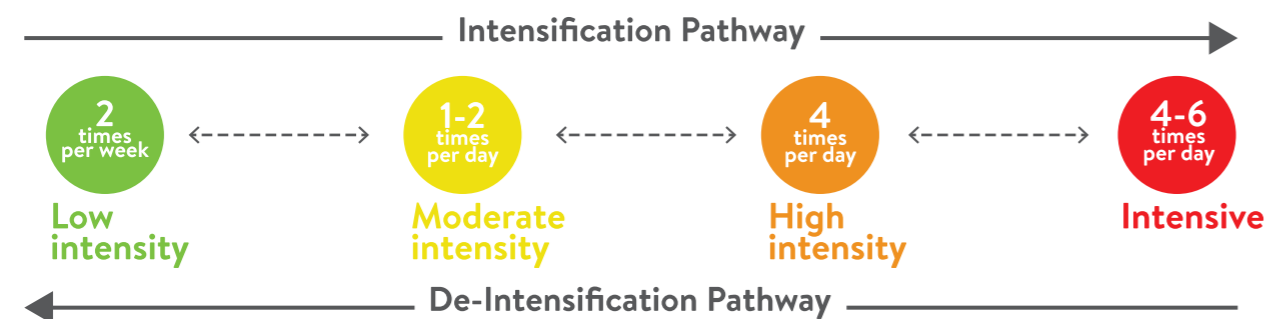 Intensification Pathway
2
times
per week
1-2
times
per day
4
times
per day
4-6
times
per day
Low
intensity
Moderate
intensity
High
intensity
Intensive
De-Intensification Pathway